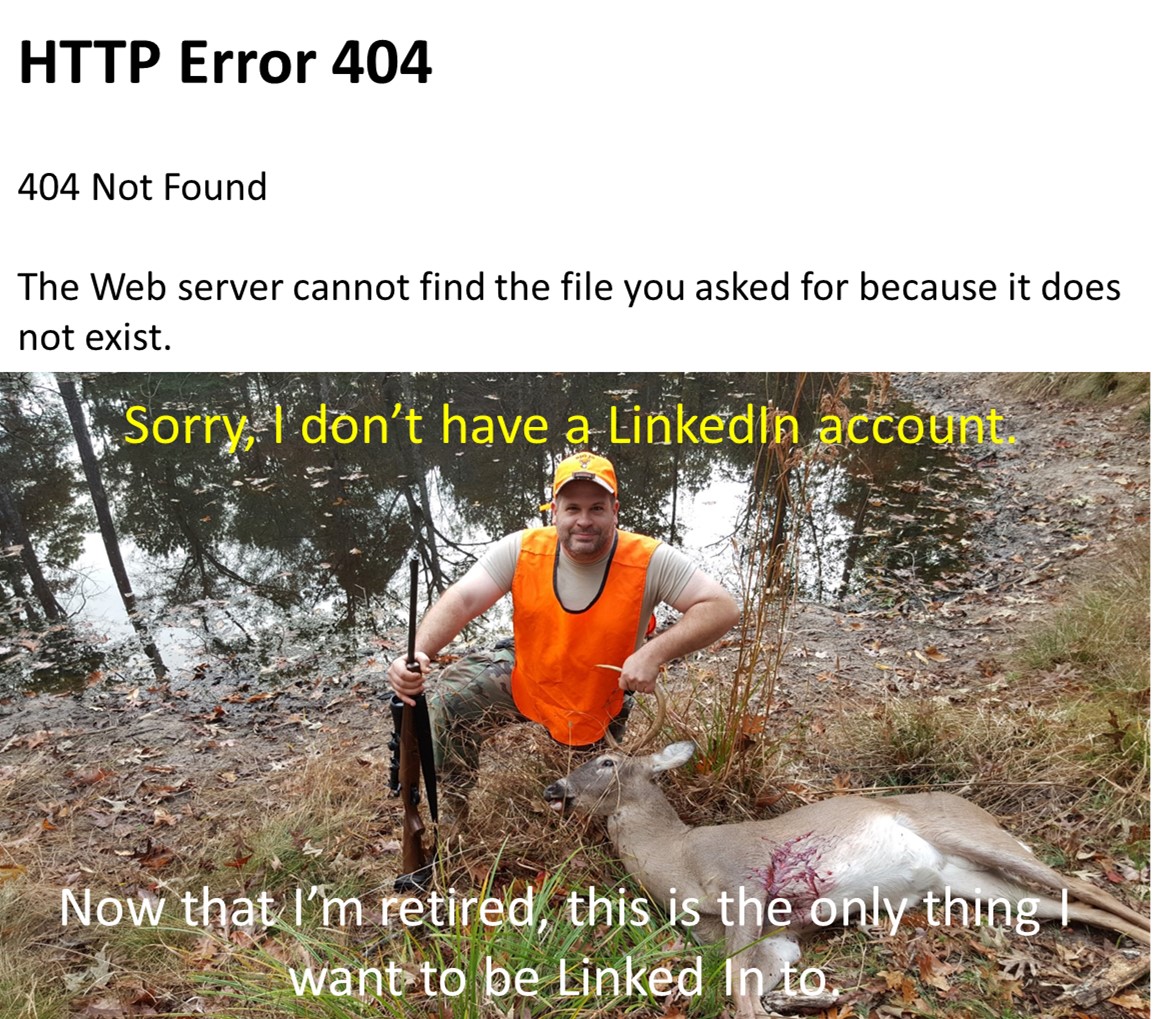 HTTP Error 404
404 Not Found
The Web server cannot find the file you asked for because it does
not exist.
Sorry, I don’t have a LinkedIn account.
Now that I’m retired, this is the only thing I
want to be Linked In to.